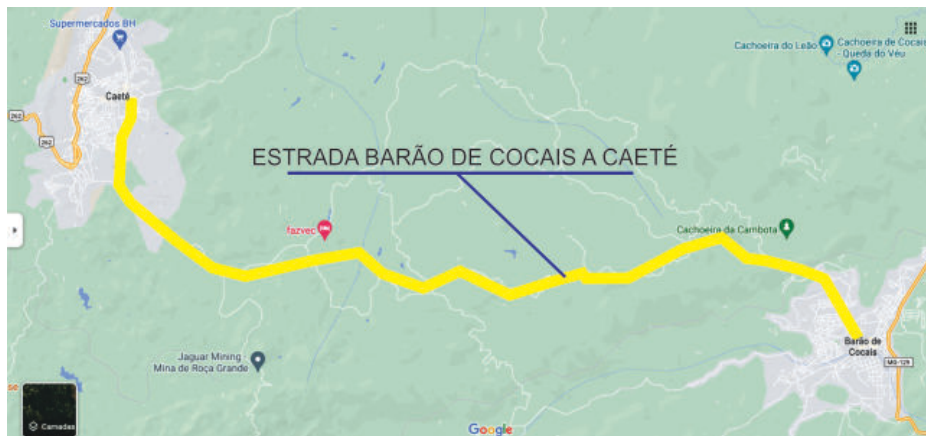 Supermercados BH
262
Caeté
262
262
Cachoeira do Leão
Cachoeira de Cocais
- Queda do Véu
ESTRADA BARÃO DE COCAIS A CAETÉ
fazvec
Cachoeira da Cambota
Jaguar Mining
Mina de Roça Grande
Barão de
Cocais
MG-129
se
Camadas
Google